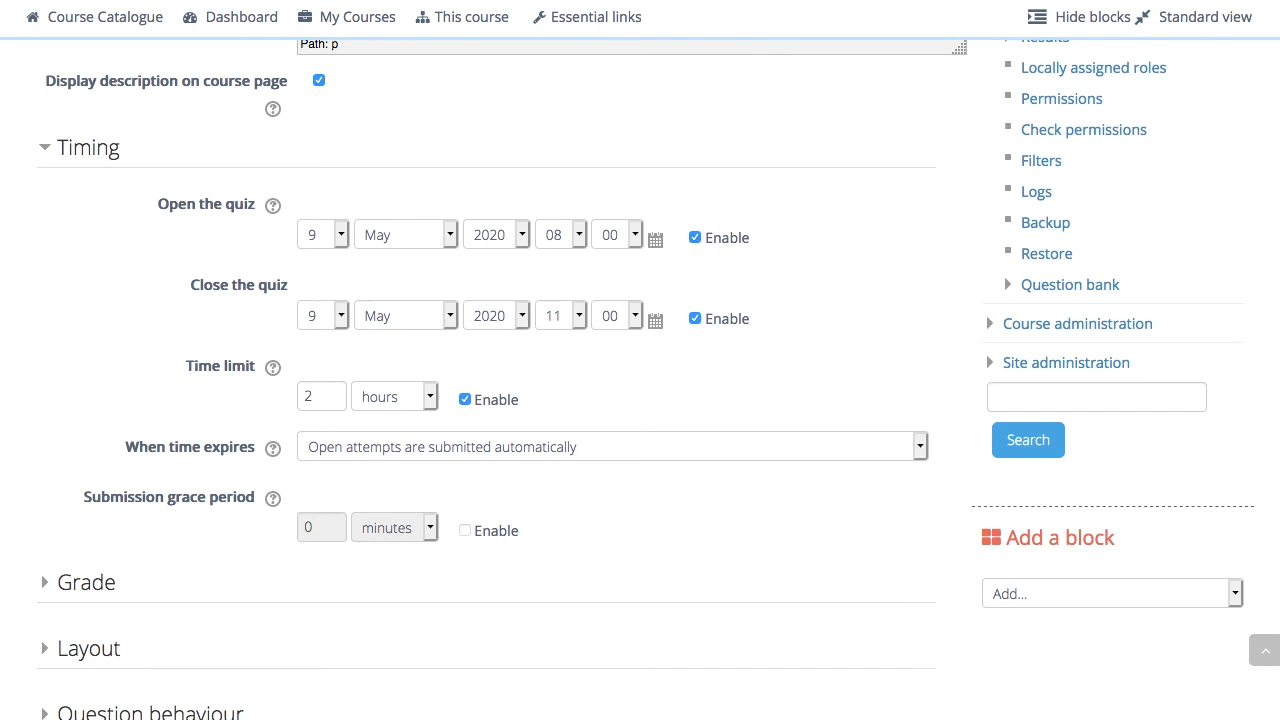 Course Catalogue Dashboard My Courses This course Essential links Hide blocks Standard view
Path: p
Display description on course page
Timing
Open the quiz
9 May 2020 08 00 Enable
Close the quiz
9 May 2020 11 00 Enable
Time limit
2 hours Enable
When time expires Open attempts are submitted automatically
Submission grace period
0 minutes Enable
Grade
Layout
Question behaviour
Results
Locally assigned roles
Permissions
Check permissions
Filters
Logs
Backup
Restore
Question bank
Course administration
Site administration
Search
Add a block
Add...